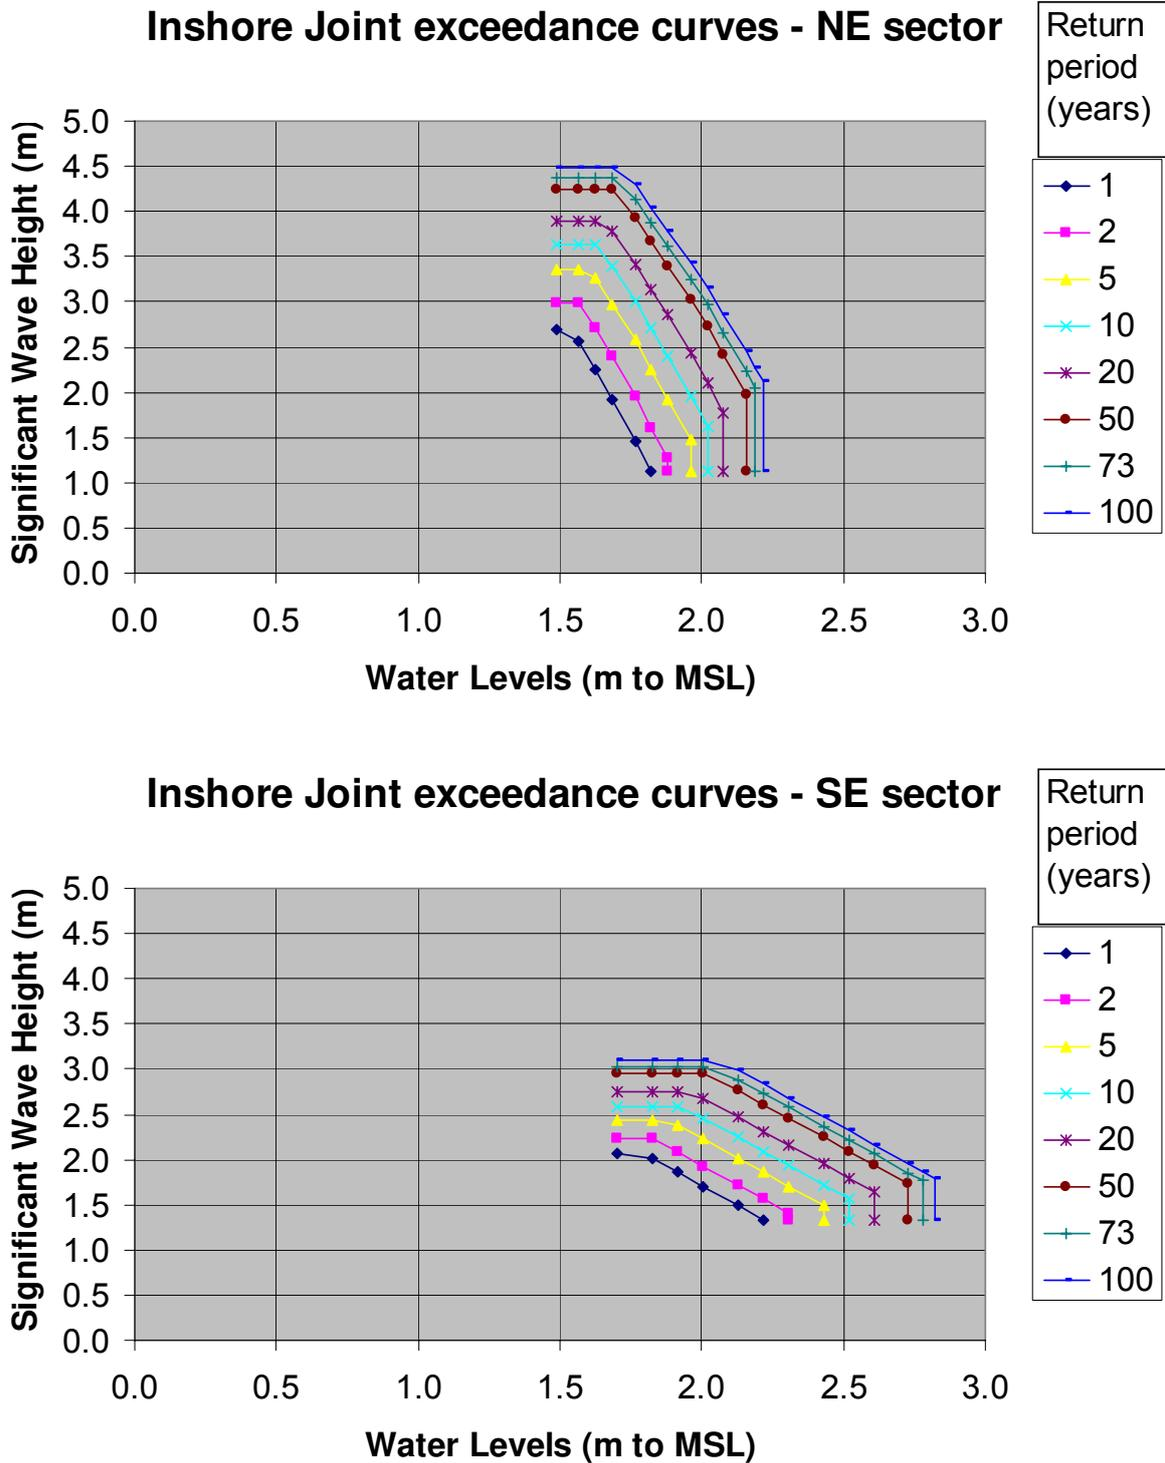 Inshore Joint exceedance curves - NE sector
Return
period
(years)
Significant Wave Height (m)
5.0
4.5
4.0
3.5
3.0
2.5
2.0
1.5
1.0
0.5
0.0
0.0 0.5 1.0 1.5 2.0 2.5 3.0
Water Levels (m to MSL)
1
2
5
10
20
50
73
100
Inshore Joint exceedance curves - SE sector
Return
period
(years)
Significant Wave Height (m)
5.0
4.5
4.0
3.5
3.0
2.5
2.0
1.5
1.0
0.5
0.0
0.0 0.5 1.0 1.5 2.0 2.5 3.0
Water Levels (m to MSL)
1
2
5
10
20
50
73
100